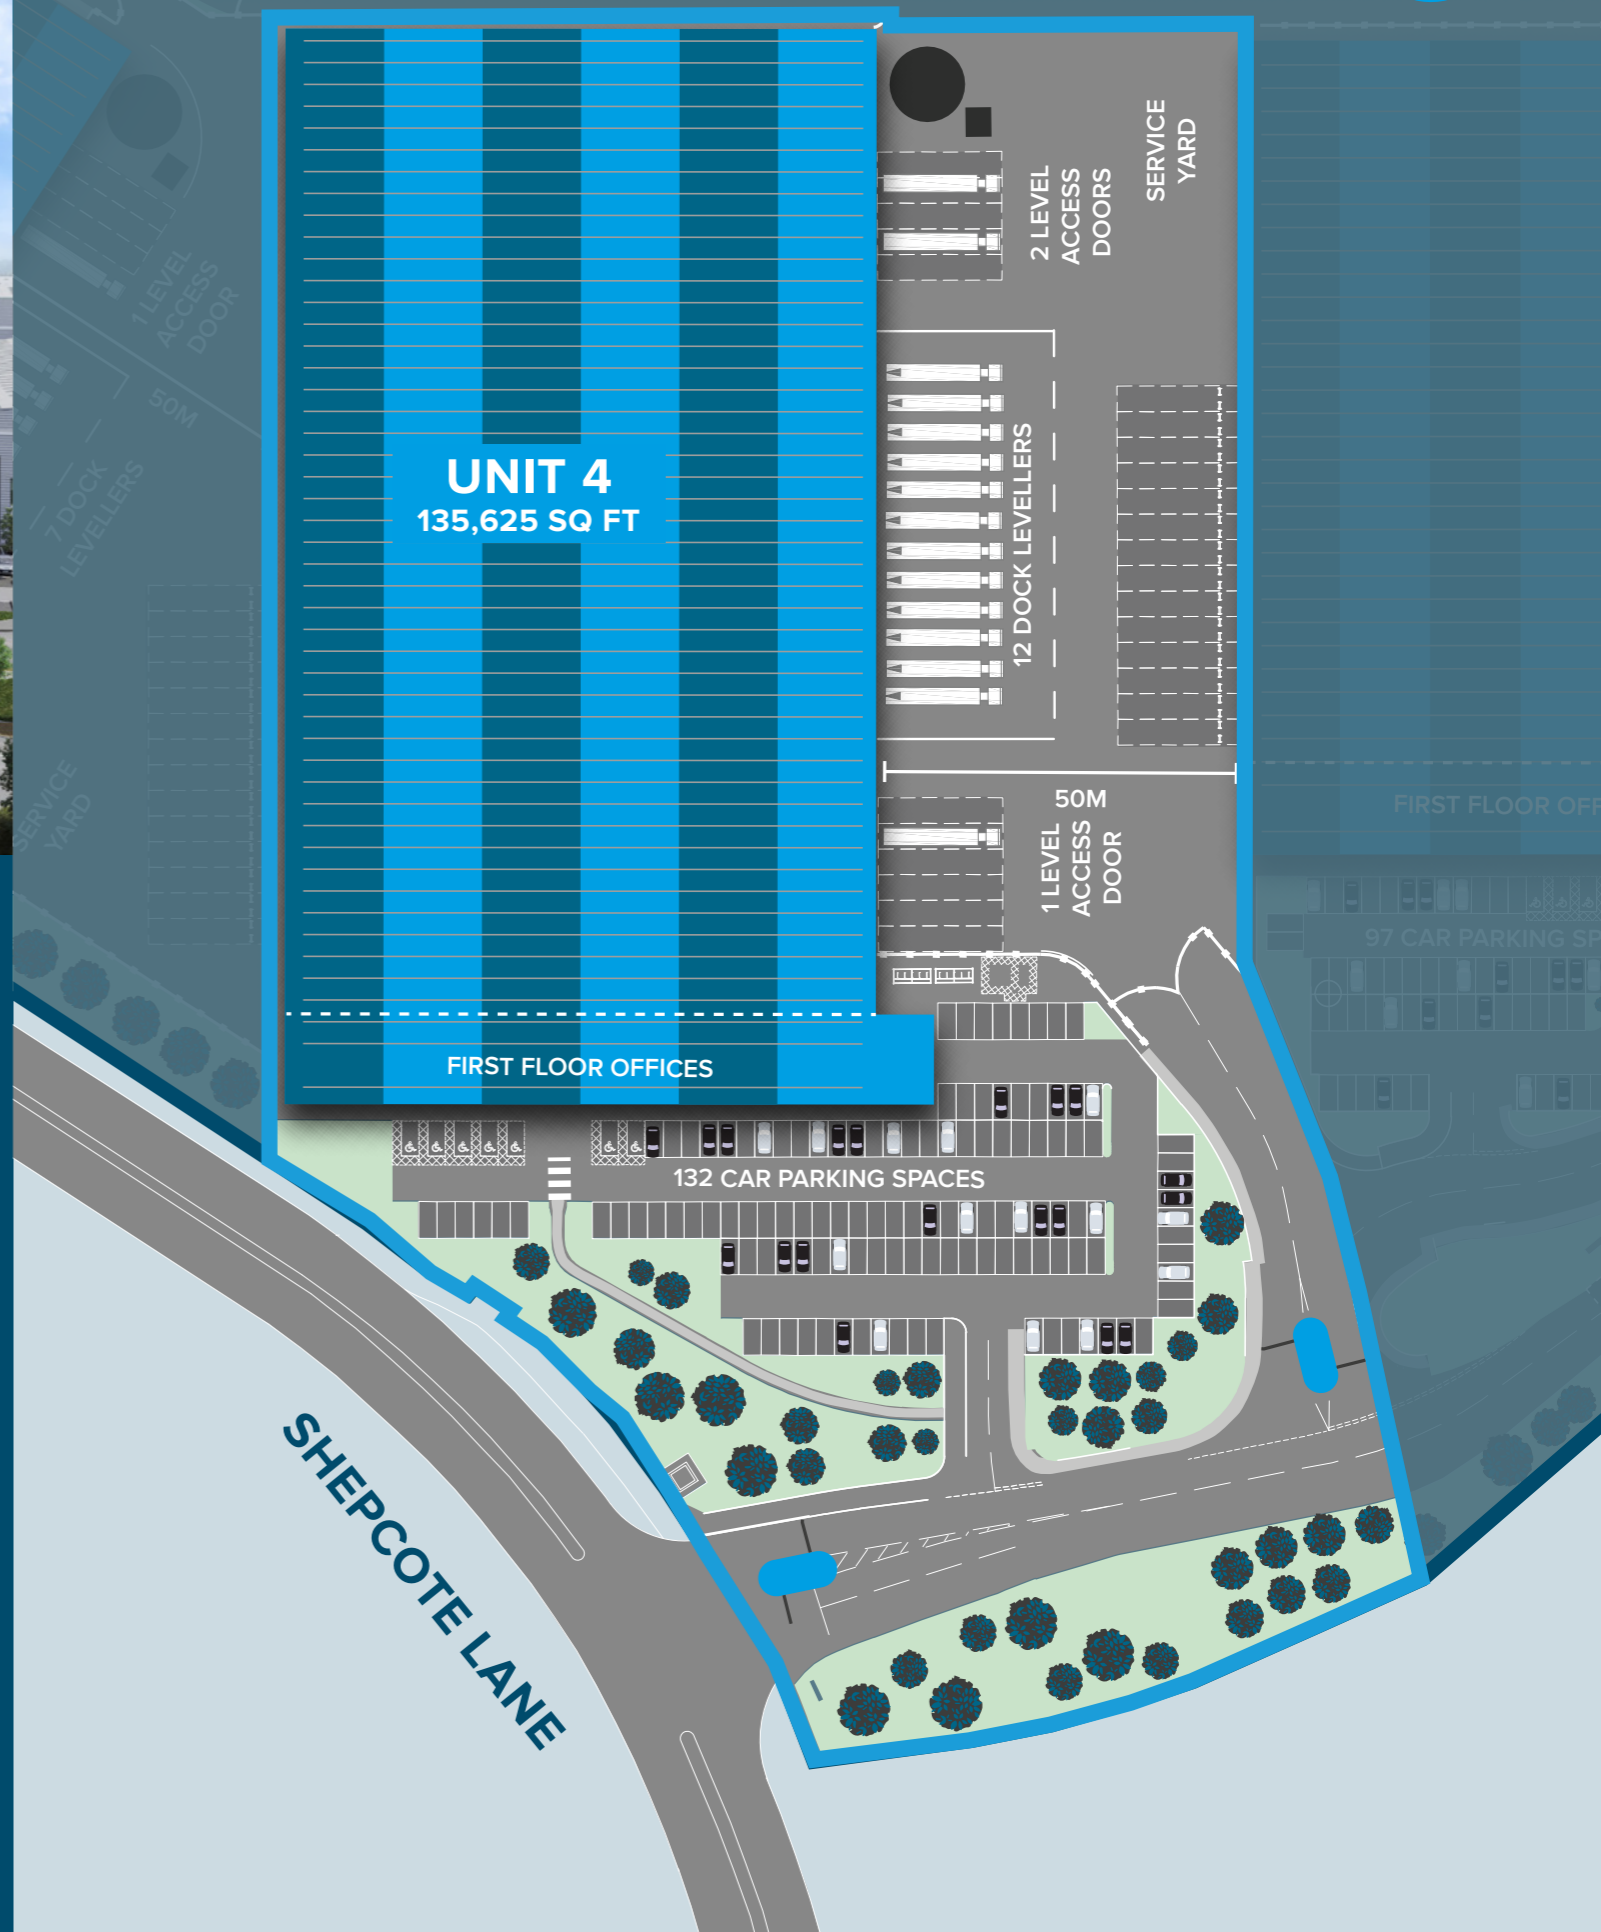 SERVICE
YARD
2 LEVEL
ACCESS
DOORS
1 LEVEL
ACCESS
DOOR
50M
7 DOCK
LEVELLERS
UNIT 4
135,625 SQ FT
12 DOCK LEVELLERS
SERVICE
YARD
50M
1 LEVEL
ACCESS
DOOR
FIRST FLOOR OFF
97 CAR PARKING SP
FIRST FLOOR OFFICES
132 CAR PARKING SPACES
SHEPCOTE LANE